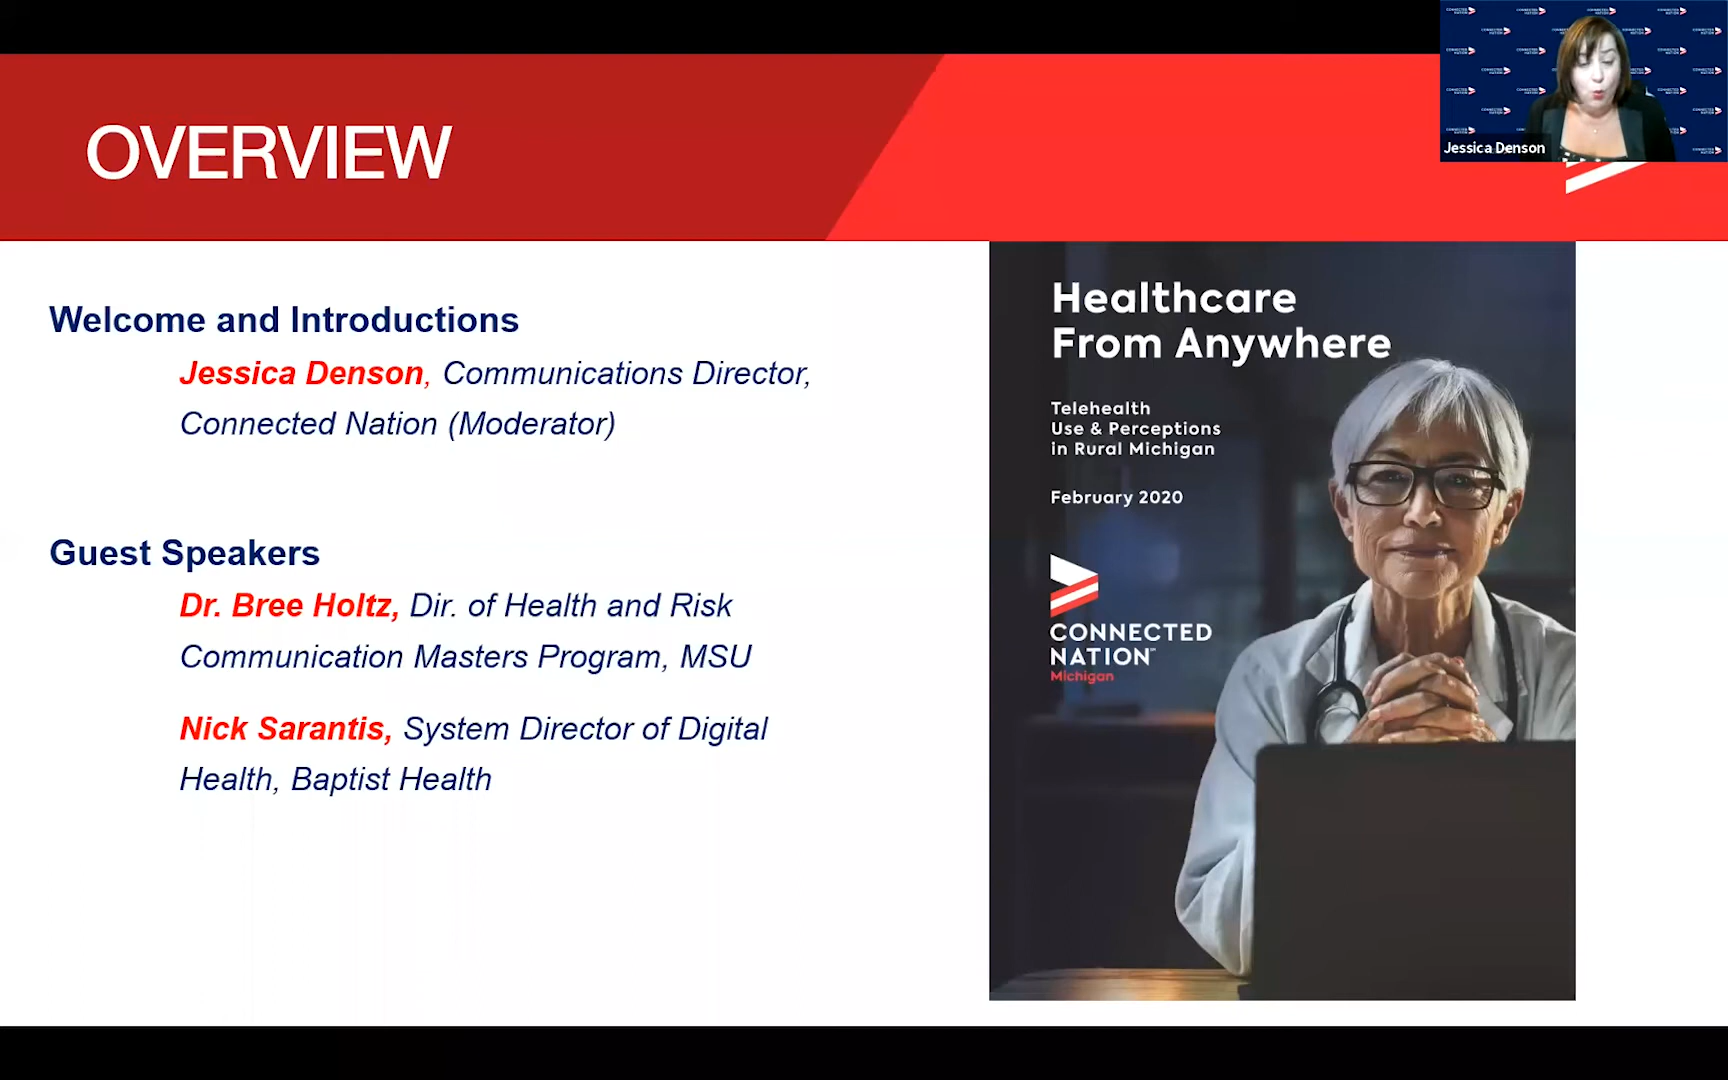 OVERVIEW
Jessica Denson
Welcome and Introductions
Jessica Denson, Communications Director,
Connected Nation (Moderator)
Guest Speakers
Dr. Bree Holtz, Dir. of Health and Risk
Communication Masters Program, MSU
Nick Sarantis, System Director of Digital
Health, Baptist Health
Healthcare
From Anywhere
Telehealth
Use & Perceptions
in Rural Michigan
February 2020
CONNECTED
NATION
Michigan